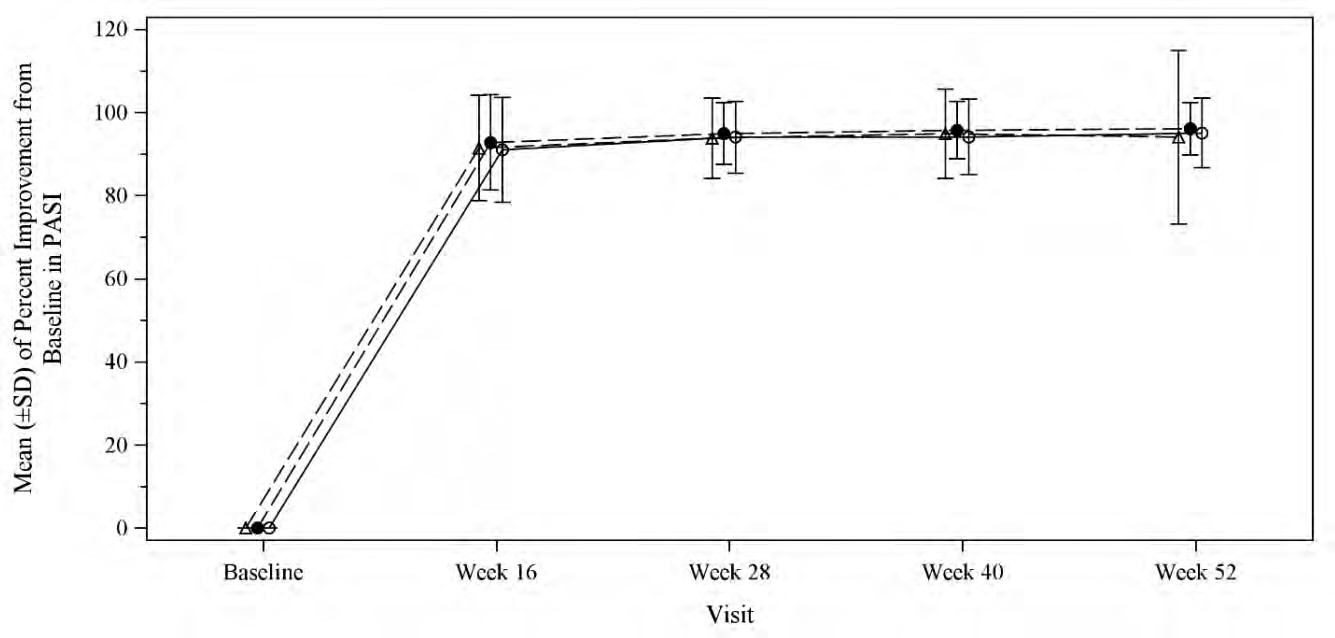 120
100
80
60
40
20
0
Mean (±SD) of Percent Improvement from
Baseline in PASI
Baseline
Week 16
Week 28
Week 40
Week 52
Visit